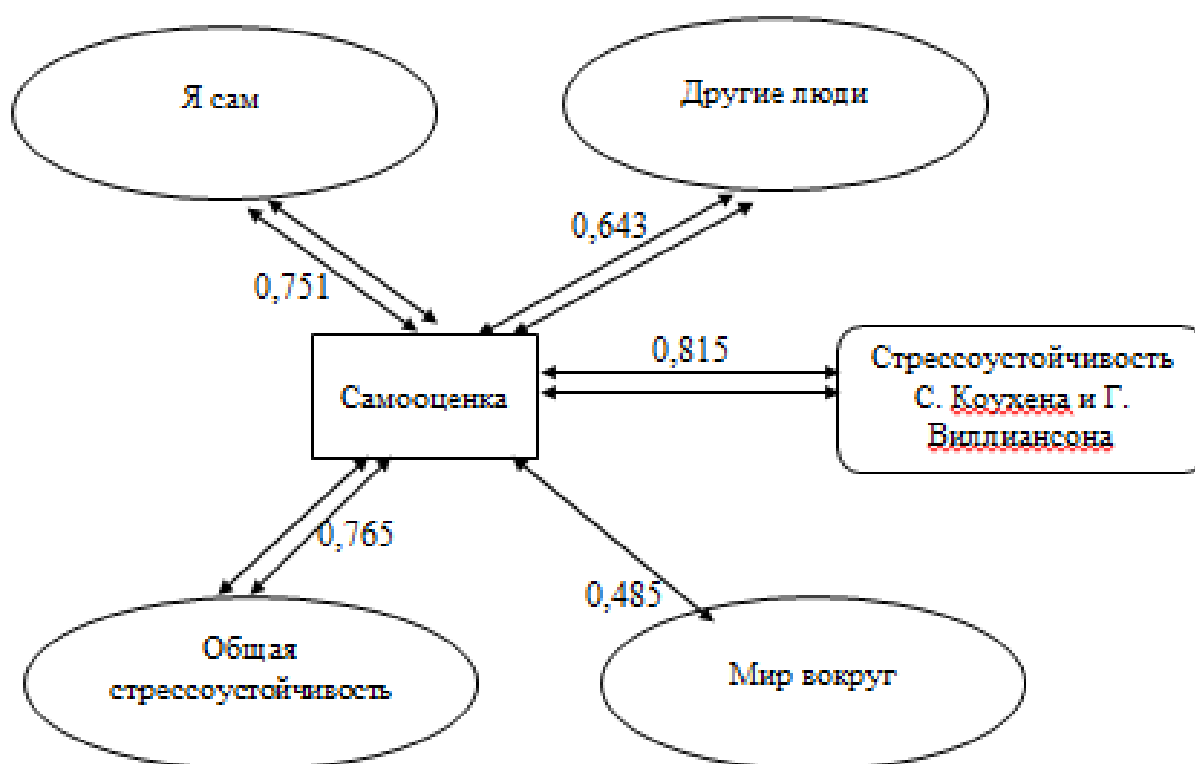 Я сам
Другие люди
0,643
0,751
0,815
Самооценка
Стрессоустойчивость
С. Коухена и Г.
Виллиансона
0,765
0,485
Общая
стрессоустойчивость
Мир вокруг